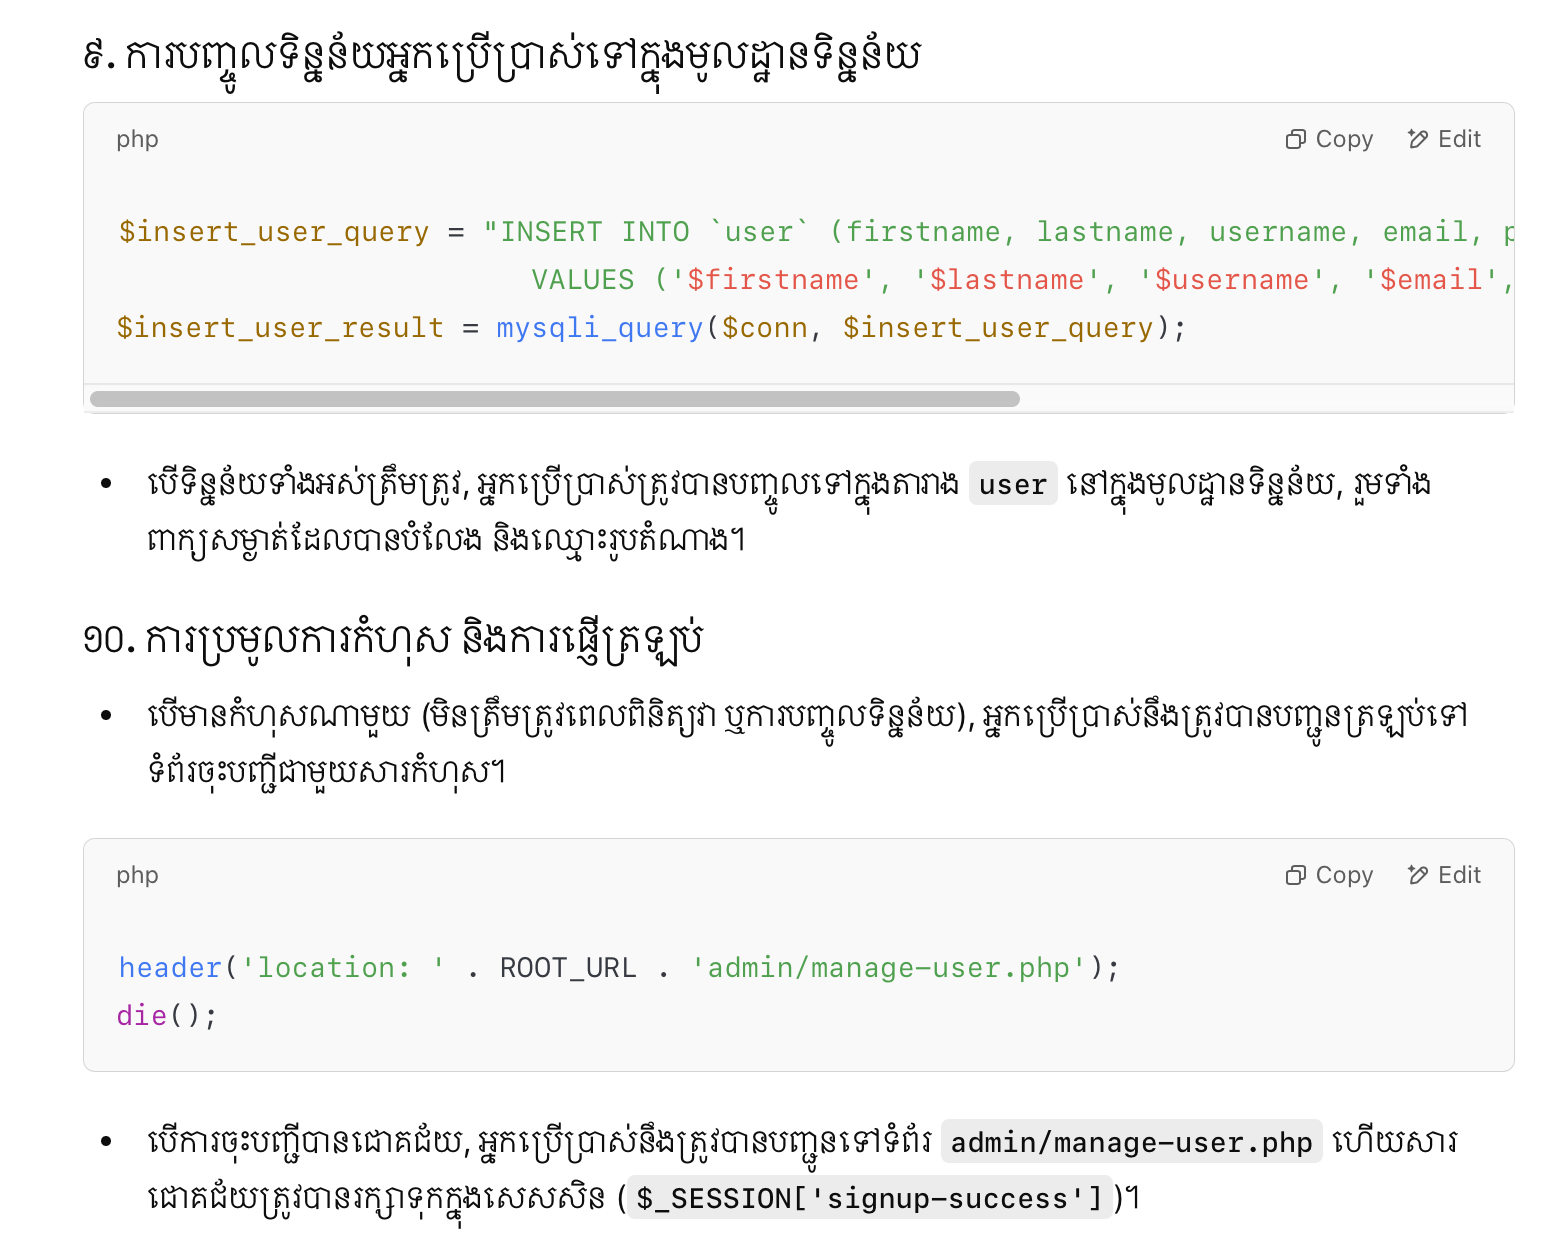 ៩. ការបញ្ចូលទិន្នន័យអ្នកប្រើប្រាស់ទៅក្នុងមូលដ្ឋានទិន្នន័យ
php
Copy
Edit
$insert_user_query = "INSERT INTO `user` (firstname, lastname, username, email, p
VALUES ('$firstname', '$lastname', '$username', '$email',
$insert_user_result = mysqli_query($conn, $insert_user_query);
• បើទិន្នន័យទាំងអស់ត្រឹមត្រូវ, អ្នកប្រើប្រាស់ត្រូវបានបញ្ចូលទៅក្នុងតារាង user នៅក្នុងមូលដ្ឋានទិន្នន័យ, រួមទាំង
ពាក្យសម្ងាត់ដែលបានបំលែង និងឈ្មោះរូបតំណាង។
១០. ការប្រមូលការកំហុស និងការផ្ញើត្រឡប់
• បើមានកំហុសណាមួយ (មិនត្រឹមត្រូវពេលពិនិត្យវា ឬការបញ្ចូលទិន្នន័យ), អ្នកប្រើប្រាស់នឹងត្រូវបានបញ្ជូនត្រឡប់ទៅ
ទំព័រចុះបញ្ជីជាមួយសារកំហុស។
php
Copy
Edit
header('location: ' . ROOT_URL . 'admin/manage-user.php');
die();
• បើការចុះបញ្ជីបានជោគជ័យ, អ្នកប្រើប្រាស់នឹងត្រូវបានបញ្ជូនទៅទំព័រ admin/manage-user.php ហើយសារ
ជោគជ័យត្រូវបានរក្សាទុកក្នុងសេសសិន ($_SESSION['signup-success'])។